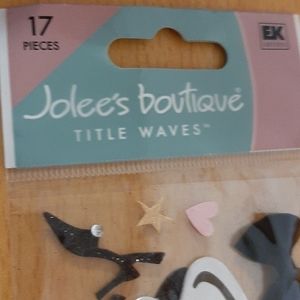 17
PIECES
EK
Jolee's boutique
TITLE WAVES™